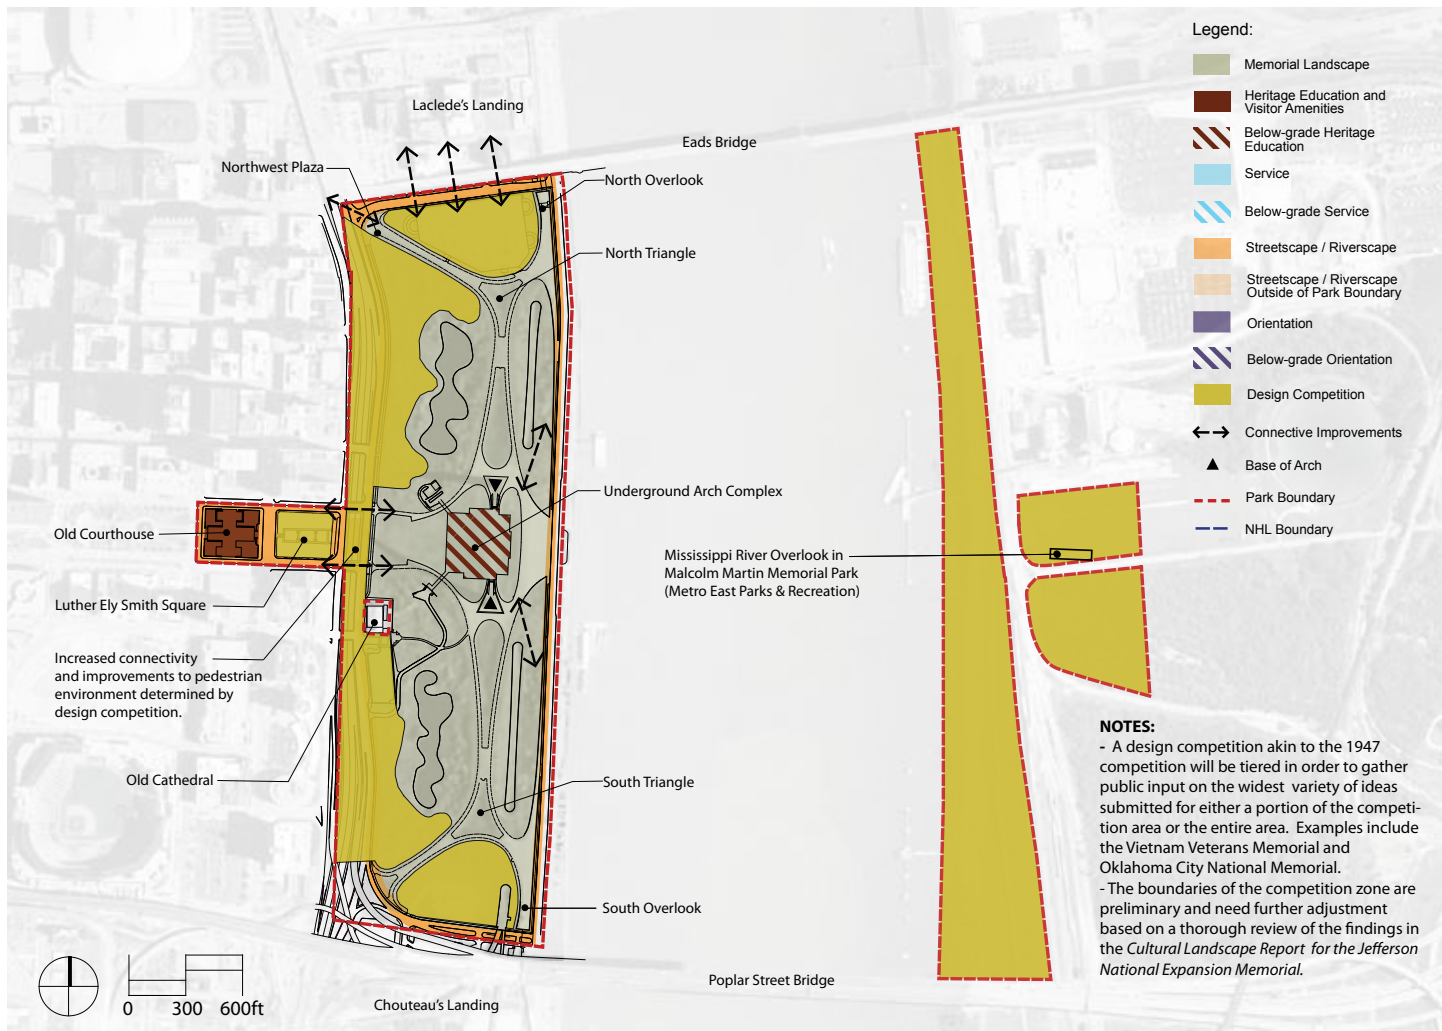 Legend:
Memorial Landscape
Heritage Education and
Visitor Amenities
Below-grade Heritage
Education
Service
Below-grade Service
Streetscape / Riverscape
Streetscape / Riverscape
Outside of Park Boundary
Orientation
Below-grade Orientation
Design Competition
Connective Improvements
Base of Arch
Park Boundary
NHL Boundary
Laclede's Landing
Eads Bridge
Northwest Plaza
North Overlook
North Triangle
Underground Arch Complex
Old Courthouse
Mississippi River Overlook in
Malcolm Martin Memorial Park
(Metro East Parks & Recreation)
Luther Ely Smith Square
Increased connectivity
and improvements to pedestrian
environment determined by
design competition.
Old Cathedral
South Triangle
South Overlook
Poplar Street Bridge
Chouteau's Landing
0 300 600ft
NOTES:
- A design competition akin to the 1947
competition will be tiered in order to gather
public input on the widest variety of ideas
submitted for either a portion of the competi-
tion area or the entire area. Examples include
the Vietnam Veterans Memorial and
Oklahoma City National Memorial.
- The boundaries of the competition zone are
preliminary and need further adjustment
based on a thorough review of the findings in
the Cultural Landscape Report for the Jefferson
National Expansion Memorial.